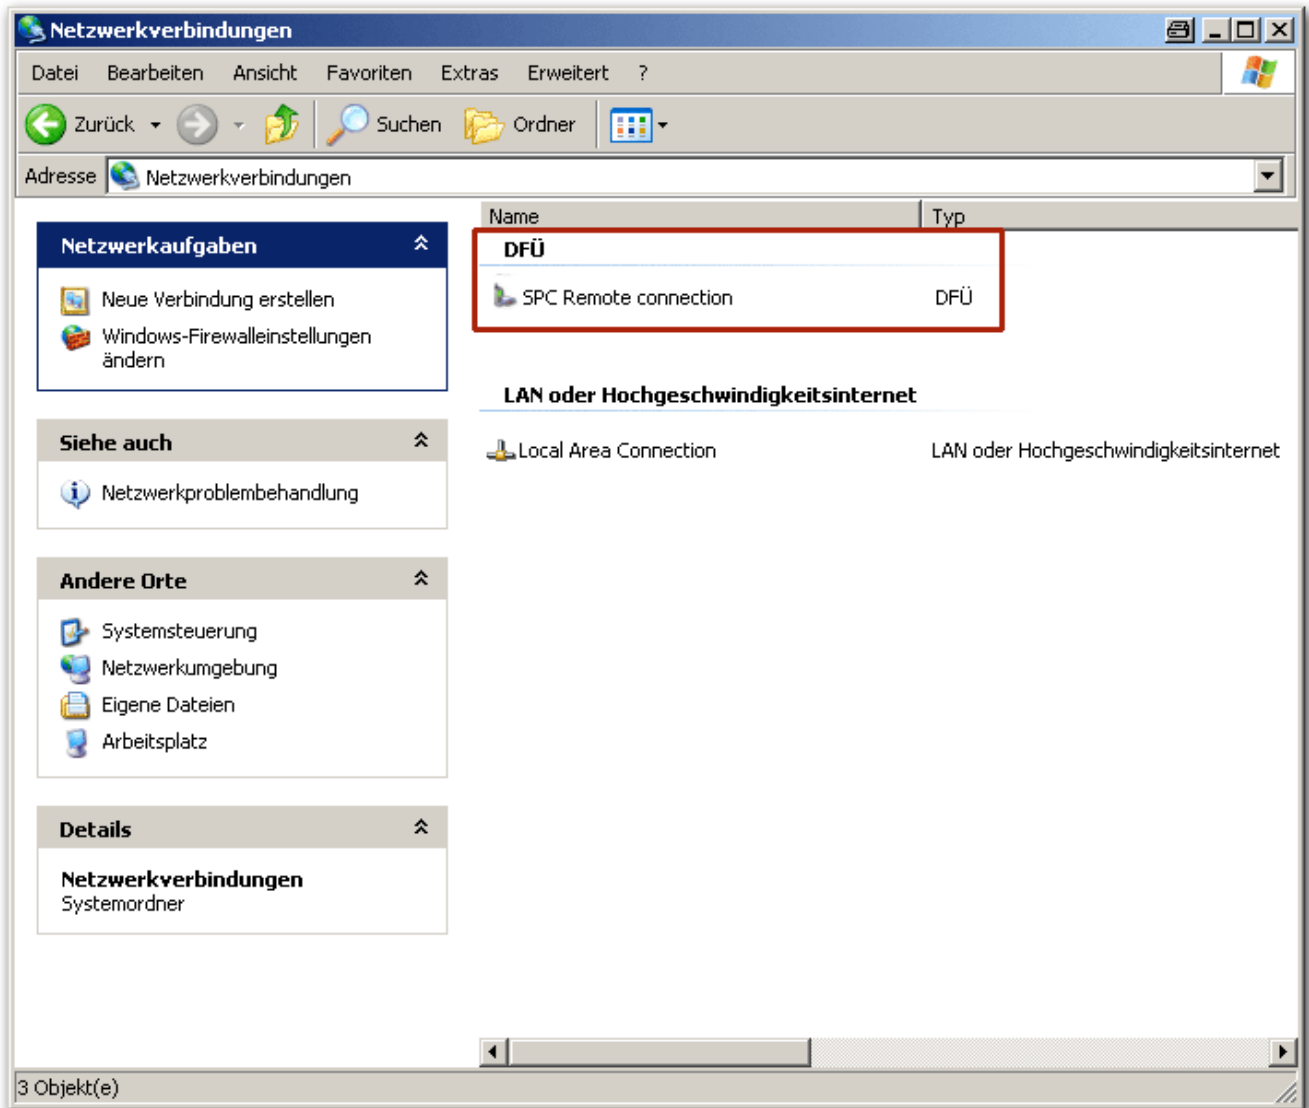 Netzwerkverbindungen
Datei Bearbeiten Ansicht Favoriten Extras Erweitert ?
Zurück Suchen Ordner
Adresse Netzwerkverbindungen
Name Typ
Netzwerkaufgaben
Neue Verbindung erstellen
Windows-Firewalleinstellungen
ändern
Siehe auch
Netzwerkproblembehandlung
Andere Orte
Systemsteuerung
Netzwerkumgebung
Eigene Dateien
Arbeitsplatz
Details
Netzwerkverbindungen
Systemordner
DFÜ
SPC Remote connection DFÜ
LAN oder Hochgeschwindigkeitsinternet
Local Area Connection LAN oder Hochgeschwindigkeitsinternet
3 Objekt(e)